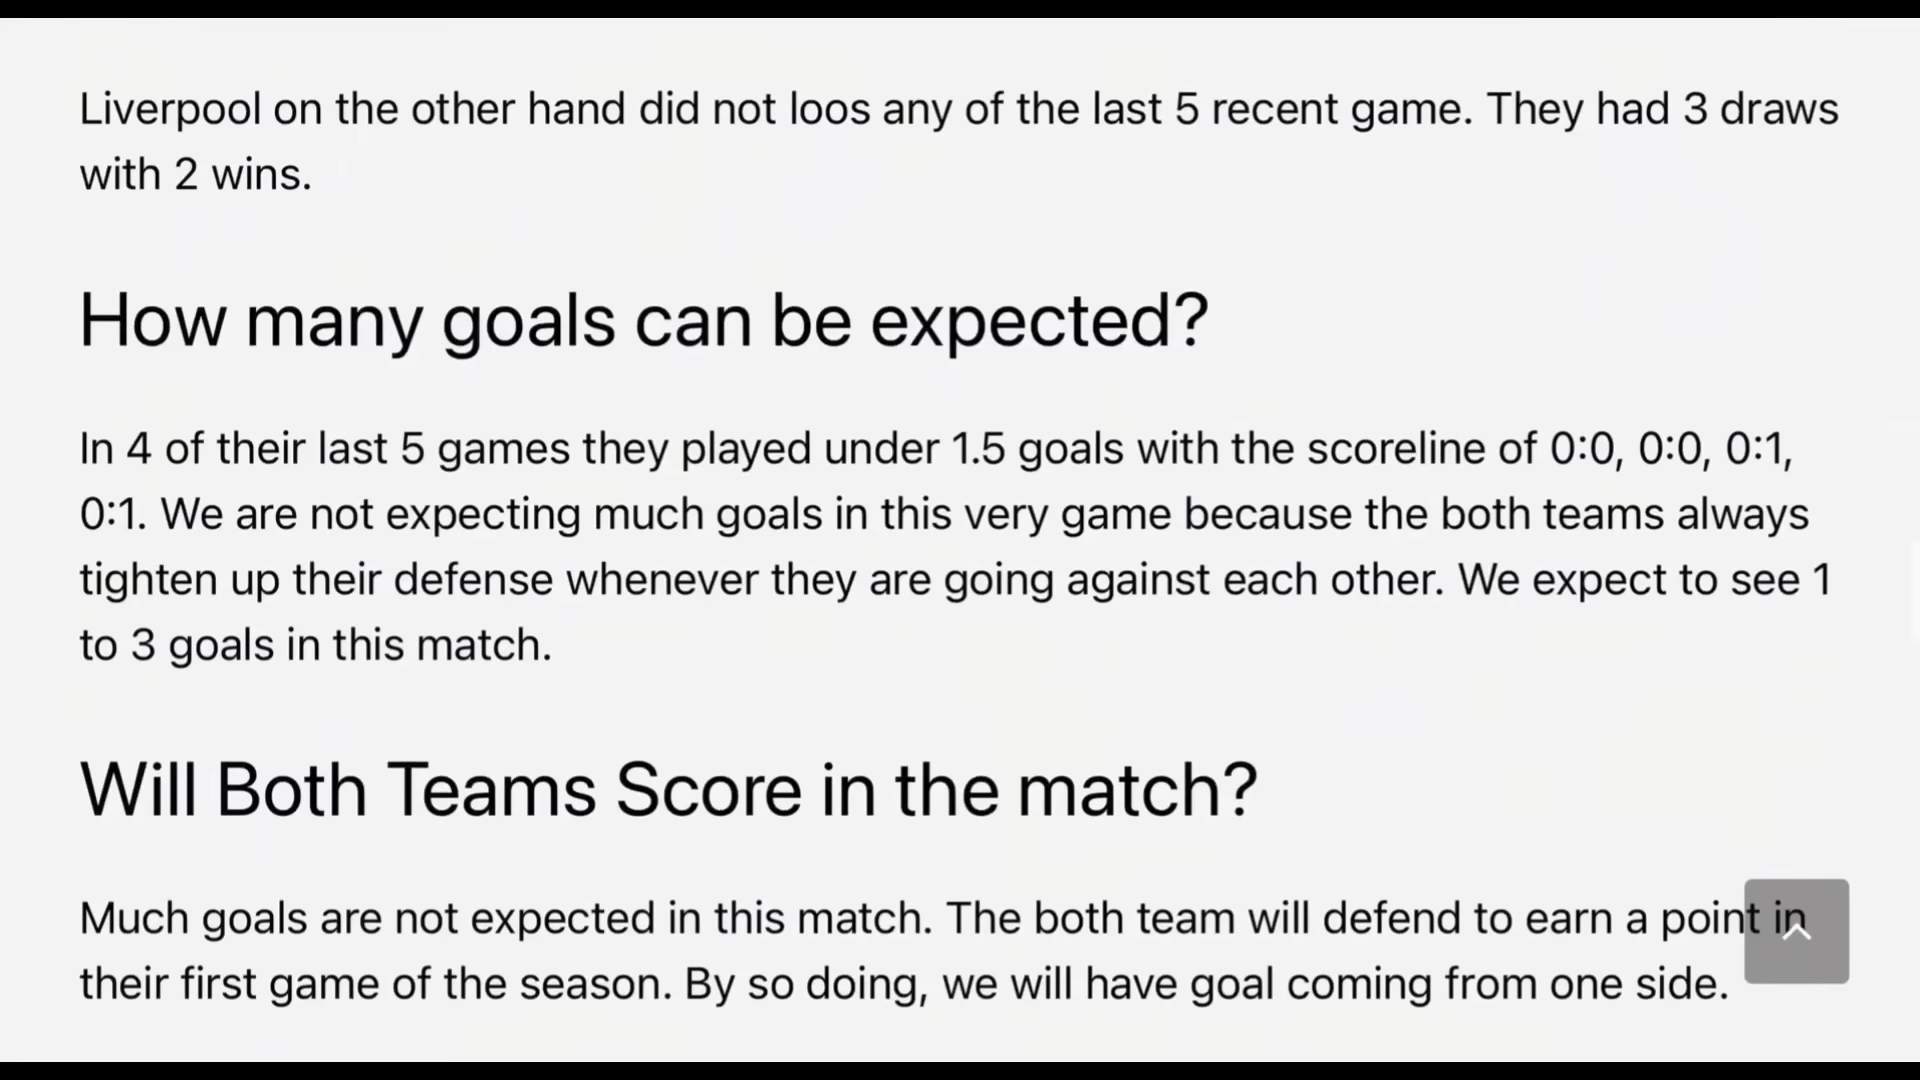 Liverpool on the other hand did not loos any of the last 5 recent game. They had 3 draws
with 2 wins.
How many goals can be expected?
In 4 of their last 5 games they played under 1.5 goals with the scoreline of 0:0, 0:0, 0:1,
0:1. We are not expecting much goals in this very game because the both teams always
tighten up their defense whenever they are going against each other. We expect to see 1
to 3 goals in this match.
Will Both Teams Score in the match?
Much goals are not expected in this match. The both team will defend to earn a point in
their first game of the season. By so doing, we will have goal coming from one side.